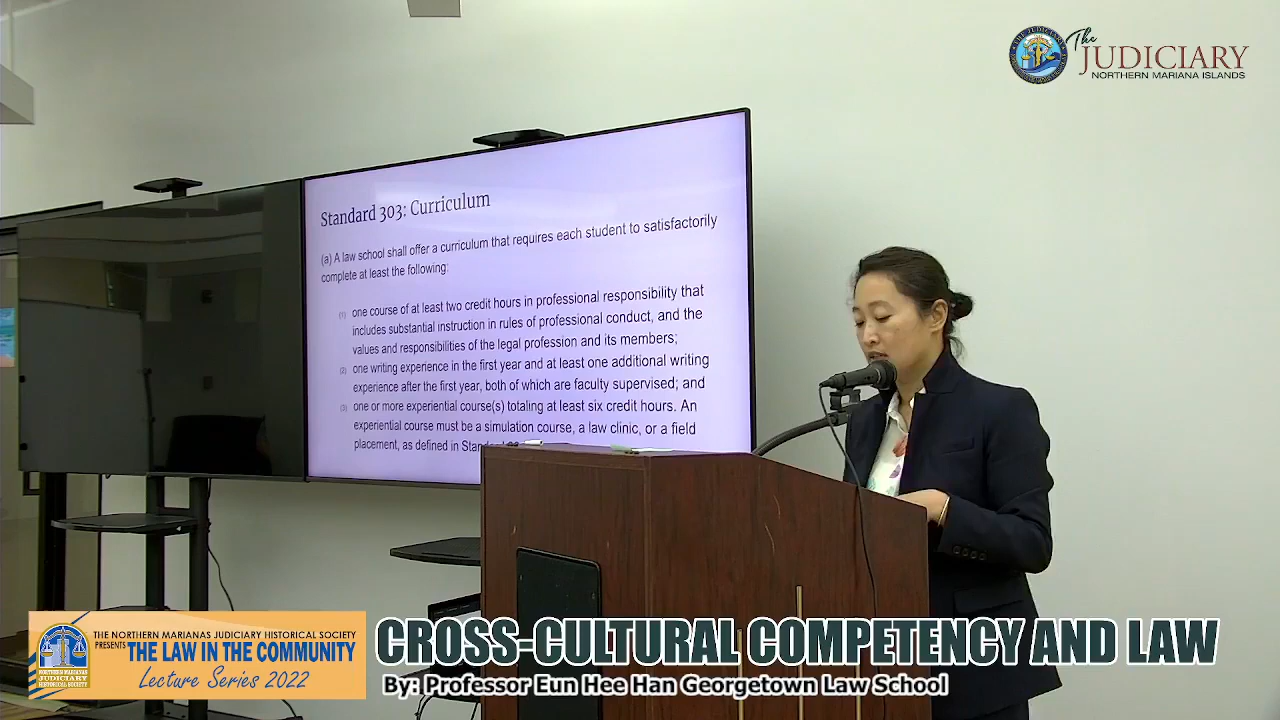 The
JUDICIARY
NORTHERN MARIANA ISLANDS
Standard 303: Curriculum
(a) A law school shall offer a curriculum that requires each student to satisfactorily
complete at least the following:
(1) one course of at least two credit hours in professional responsibility that
includes substantial instruction in rules of professional conduct, and the
values and responsibilities of the legal profession and its members;
(2) one writing experience in the first year and at least one additional writing
experience after the first year, both of which are faculty supervised; and
(3) one or more experiential course(s) totaling at least six credit hours. An
experiential course must be a simulation course, a law clinic, or a field
placement, as defined in
THE NORTHERN MARIANAS JUDICIARY HISTORICAL SOCIETY
PRESENTS THE LAW IN THE COMMUNITY
Lecture Series 2022
NORTHERN MARIANAS
JUDICIARY
HISTORICAL SOCIETY
CROSS-CULTURAL COMPETENCY AND LAW
By: Professor Eun Hee Han Georgetown Law School